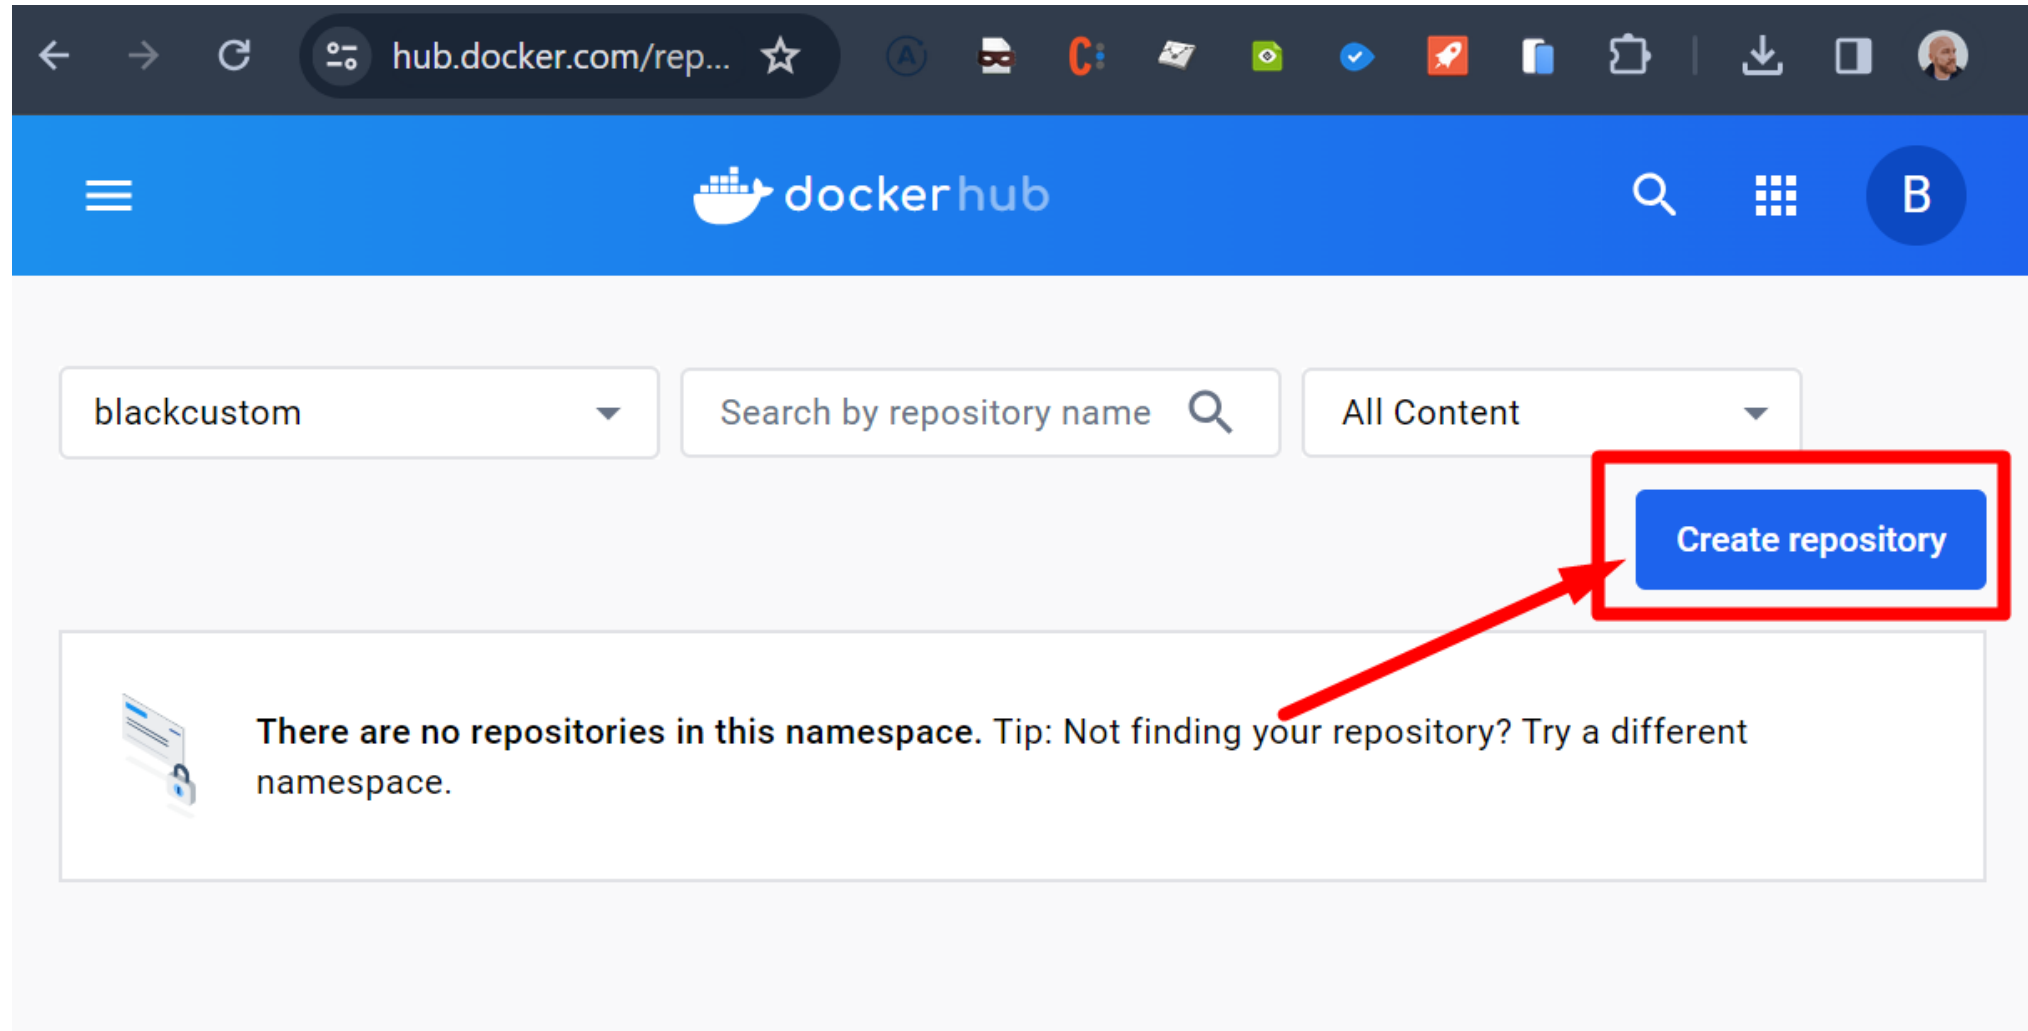 hub.docker.com/rep...
docker hub
B
blackcustom
Search by repository name
All Content
Create repository
There are no repositories in this namespace. Tip: Not finding your repository? Try a different
namespace.